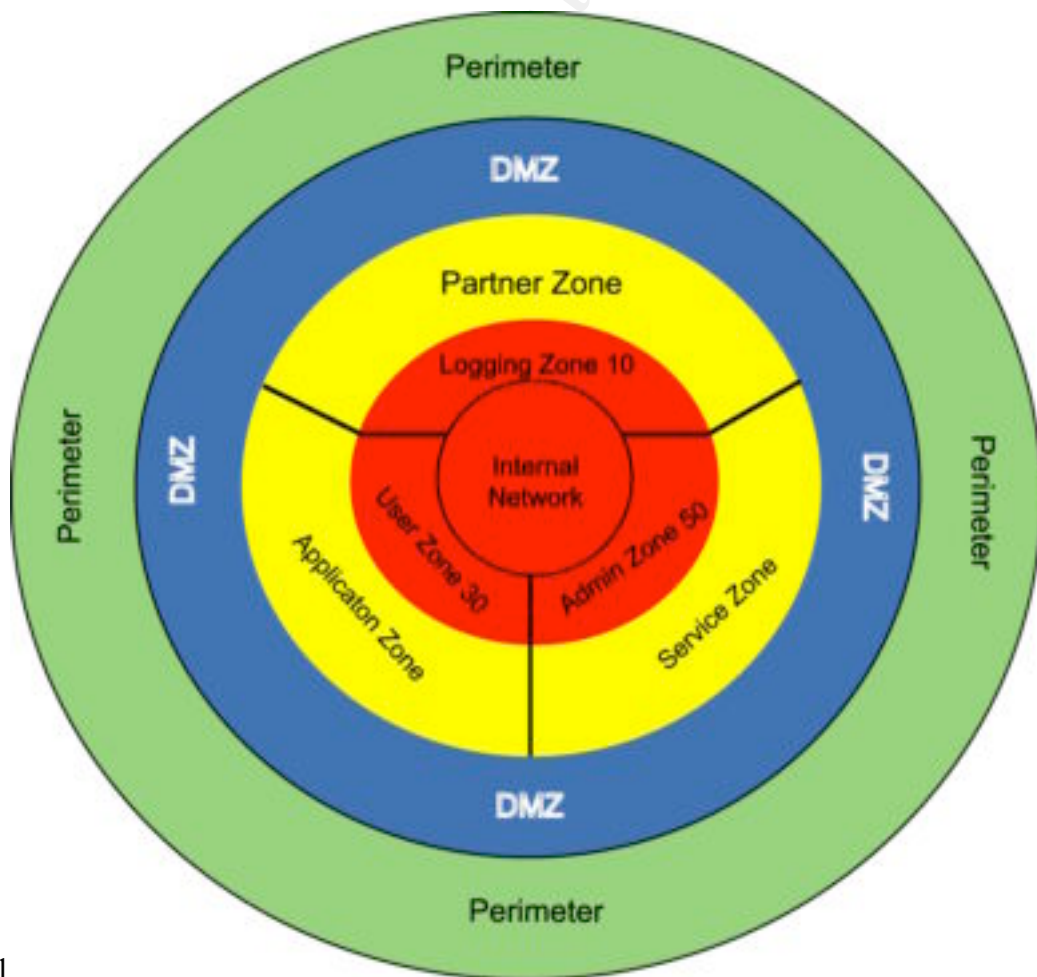 Perimeter
DMZ
Partner Zone
Logging Zone 10
Perimeter
DMZ
Internal
Network
DMZ
Perimeter
User Zone 30
Admin Zone 50
Applicaton Zone
Service Zone
DMZ
Perimeter